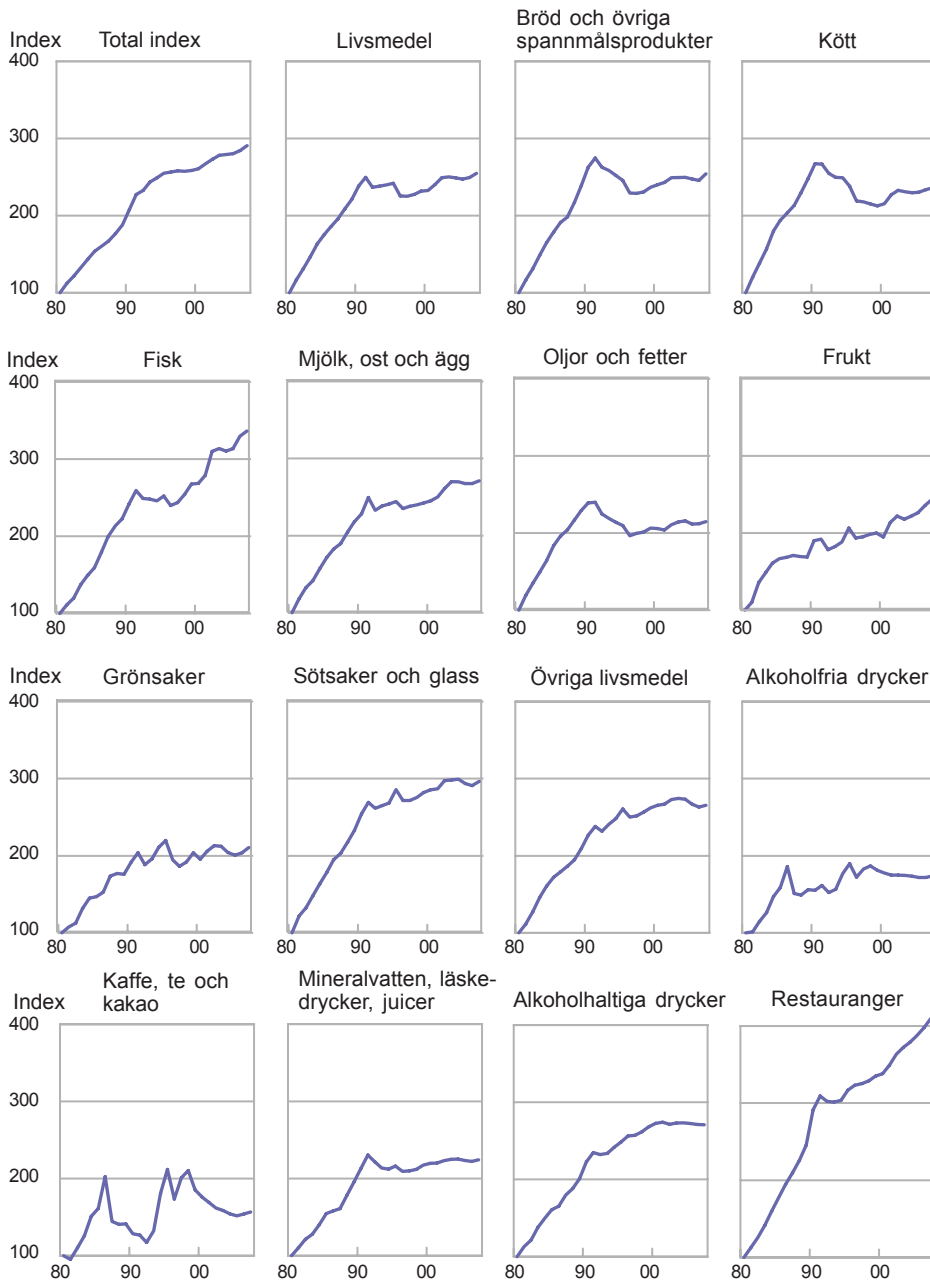 Index
Total index
Livsmedel
Bröd och övriga
spannmålsprodukter
Kött
400
300
200
100
80 90 00
80 90 00
80 90 00
80 90 00
Index
Fisk
Mjölk, ost och ägg
Oljor och fetter
Frukt
400
300
200
100
80 90 00
80 90 00
80 90 00
80 90 00
Index
Grönsaker
Sötsaker och glass
Övriga livsmedel
Alkoholfria drycker
400
300
200
100
80 90 00
80 90 00
80 90 00
80 90 00
Index
Kaffe, te och
kakao
Mineralvatten, läske-
drycker, juicer
Alkoholhaltiga drycker
Restauranger
400
300
200
100
80 90 00
80 90 00
80 90 00
80 90 00